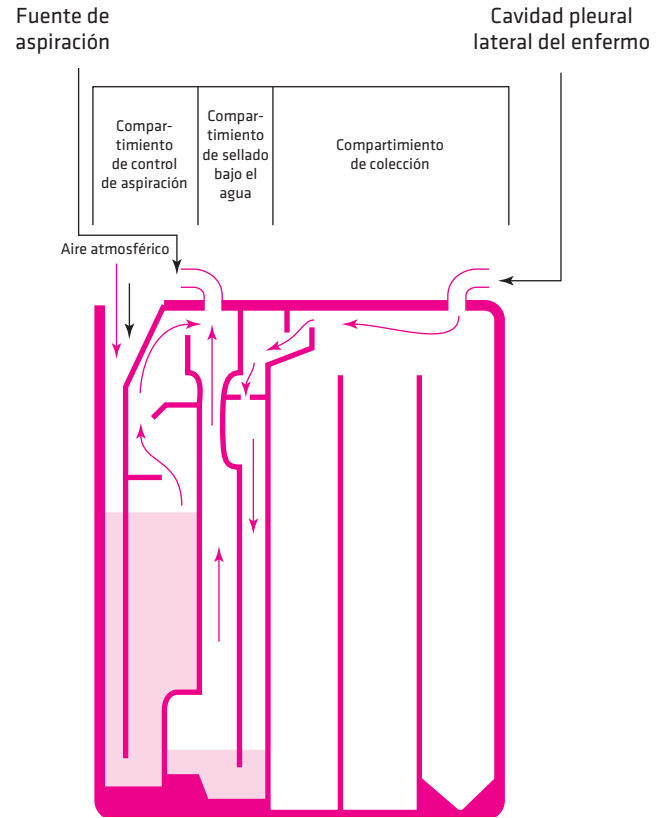 Fuente de
aspiración
Cavidad pleural
lateral del enfermo
Compar-
timiento
de control
de aspiración
Compar-
timiento
de sellado
bajo el
agua
Compartimiento
de colección
Aire atmosférico